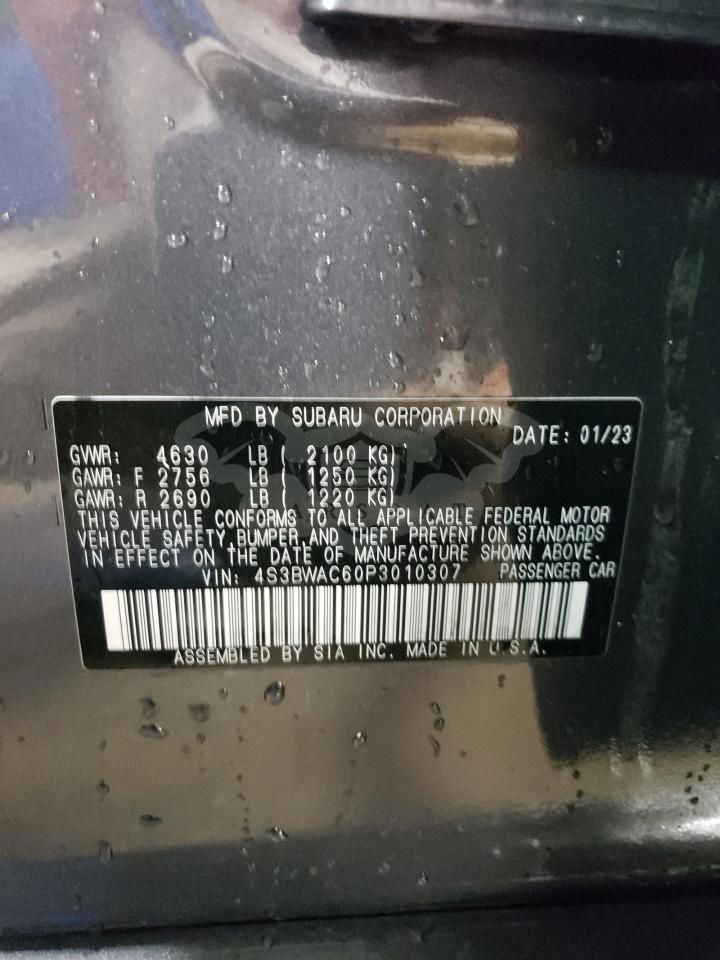 MFD BY SUBARU CORPORATION
DATE: 01/23
GVWR: 4630 LB ( 2100 KG)
GAWR: F 2756 LB ( 1250 KG)
GAWR: R 2690 LB ( 1220 KG)
THIS VEHICLE CONFORMS TO ALL APPLICABLE FEDERAL MOTOR
VEHICLE SAFETY, BUMPER, AND THEFT PREVENTION STANDARDS
IN EFFECT ON THE DATE OF MANUFACTURE SHOWN ABOVE.
VIN: 4S3BWAC60P3010307 PASSENGER CAR
ASSEMBLED BY SIA INC. MADE IN U.S.A.